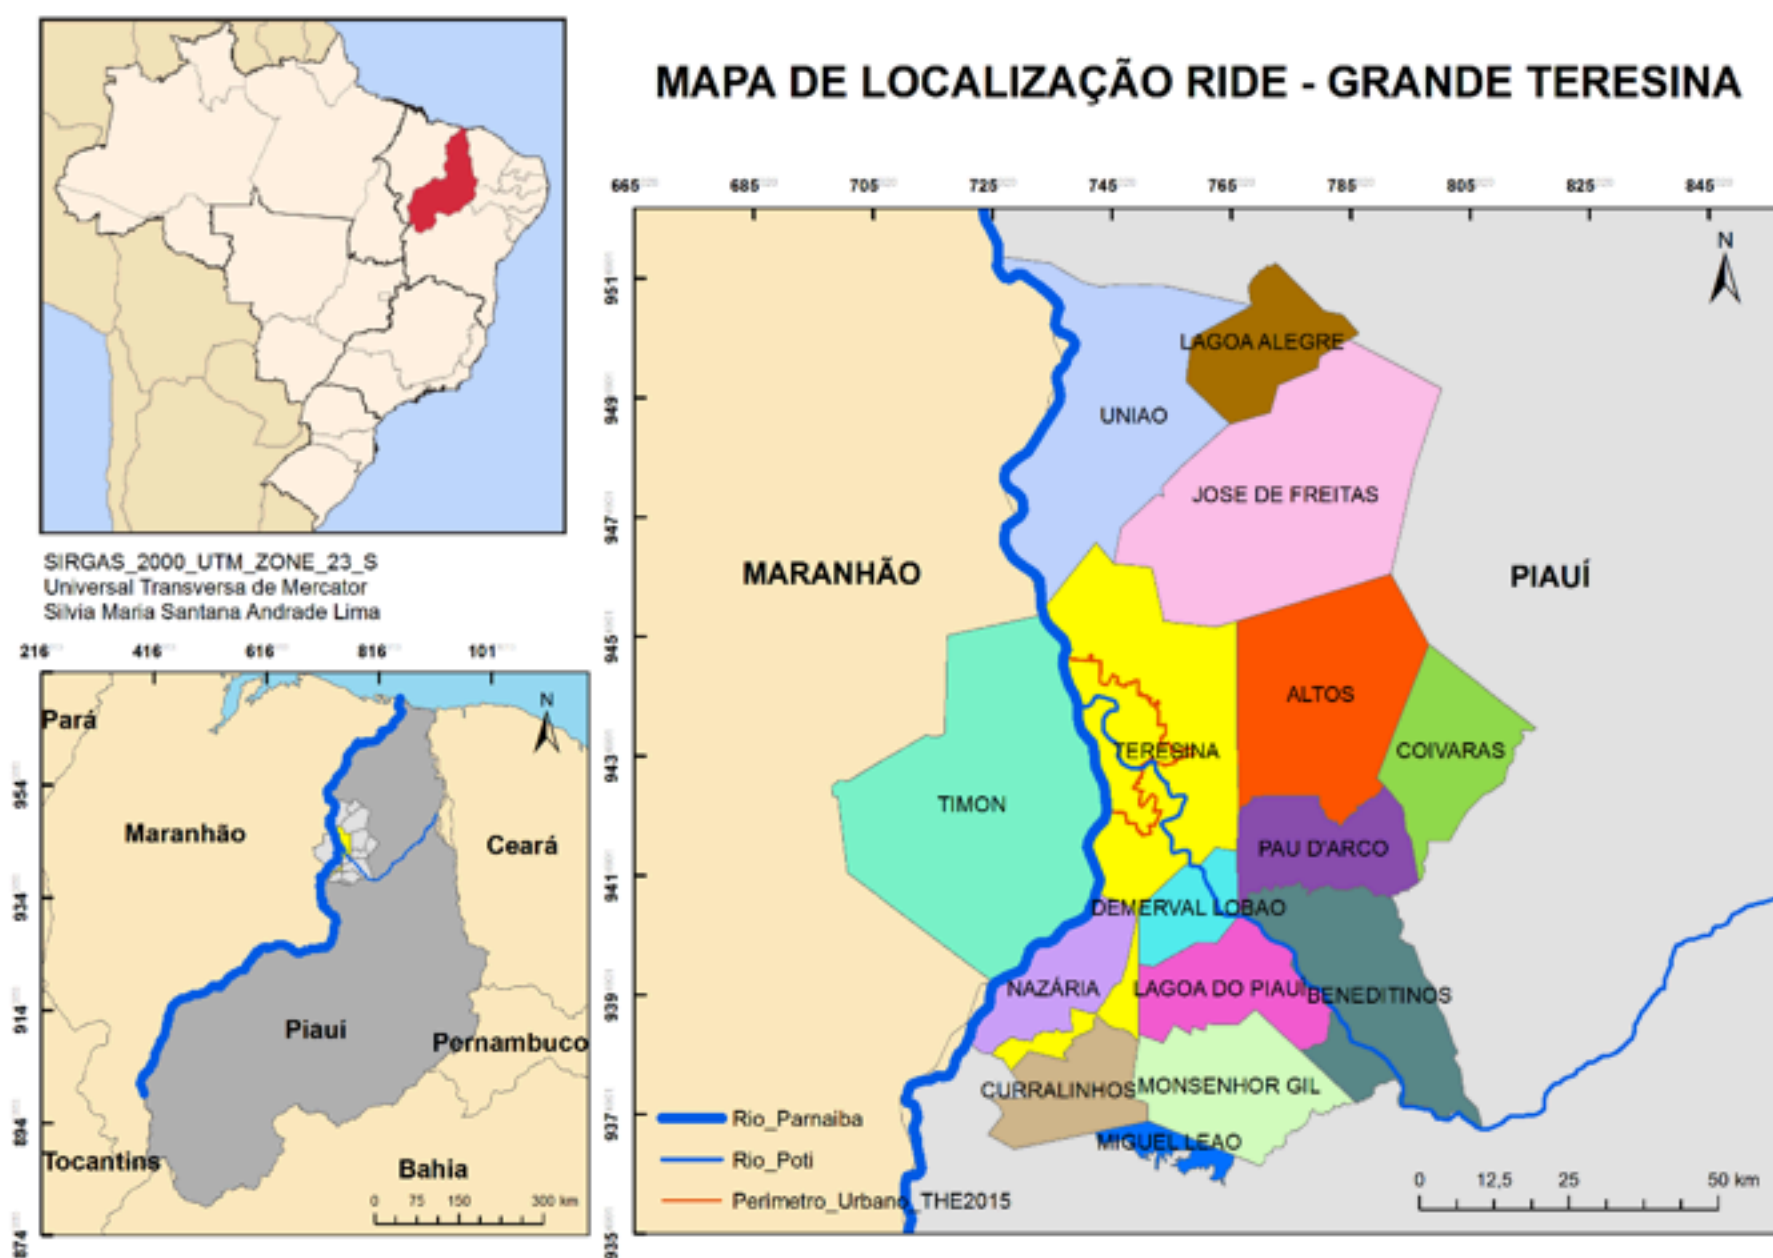 MAPA DE LOCALIZAÇÃO RIDE - GRANDE TERESINA
SIRGAS_2000_UTM_ZONE_23_S
Universal Transversa de Mercator
Silvia Maria Santana Andrade Lima
216 416 616 816 101
954
934
914
894
874
N
Pará
Maranhão
Ceará
Piaui
Pernambuco
Tocantins
Bahia
0 75 150 300 km
665 685 705 725 745 765 785 805 825 845
951
949
947
945
943
941
939
937
935
N
LAGOA ALEGRE
UNIAO
JOSE DE FREITAS
MARANHÃO
PIAUÍ
ALTOS
TERESINA
COIVARAS
TIMON
PAU D'ARCO
DEMERVAL LOBAO
NAZÁRIA
LAGOA DO PIAUI
BENEDITINOS
CURRALINHOS
MONSENHOR GIL
MIGUEL LEAO
Rio_Parnaiba
Rio_Poti
Perimetro_Urbano_THE2015
0 12,5 25 50 km